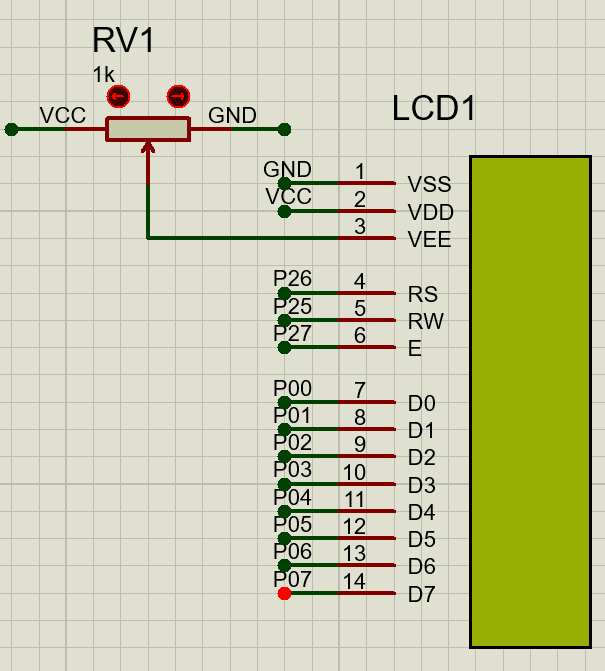 RV1
1k
VCC
GND
LCD1
GND 1 VSS
VCC 2 VDD
3 VEE
P26 4 RS
P25 5 RW
P27 6 E
P00 7 D0
P01 8 D1
P02 9 D2
P03 10 D3
P04 11 D4
P05 12 D5
P06 13 D6
P07 14 D7